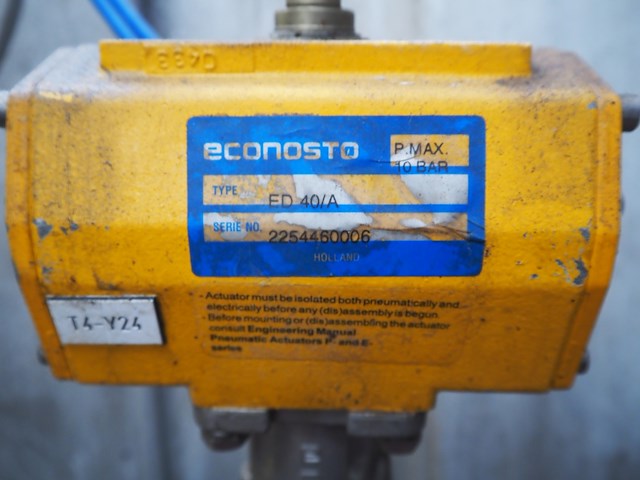 econosto
P.MAX.
10 BAR
TYPE
ED 40/A
SERIE NO.
2254460006
HOLLAND
Actuator must be isolated both pneumatically and
electrically before any (dis)assembly is begun.
Before mounting or (dis)assembling the actuator
consult Engineering Manual
Pneumatic Actuators P- and E-
series
T4-Y24